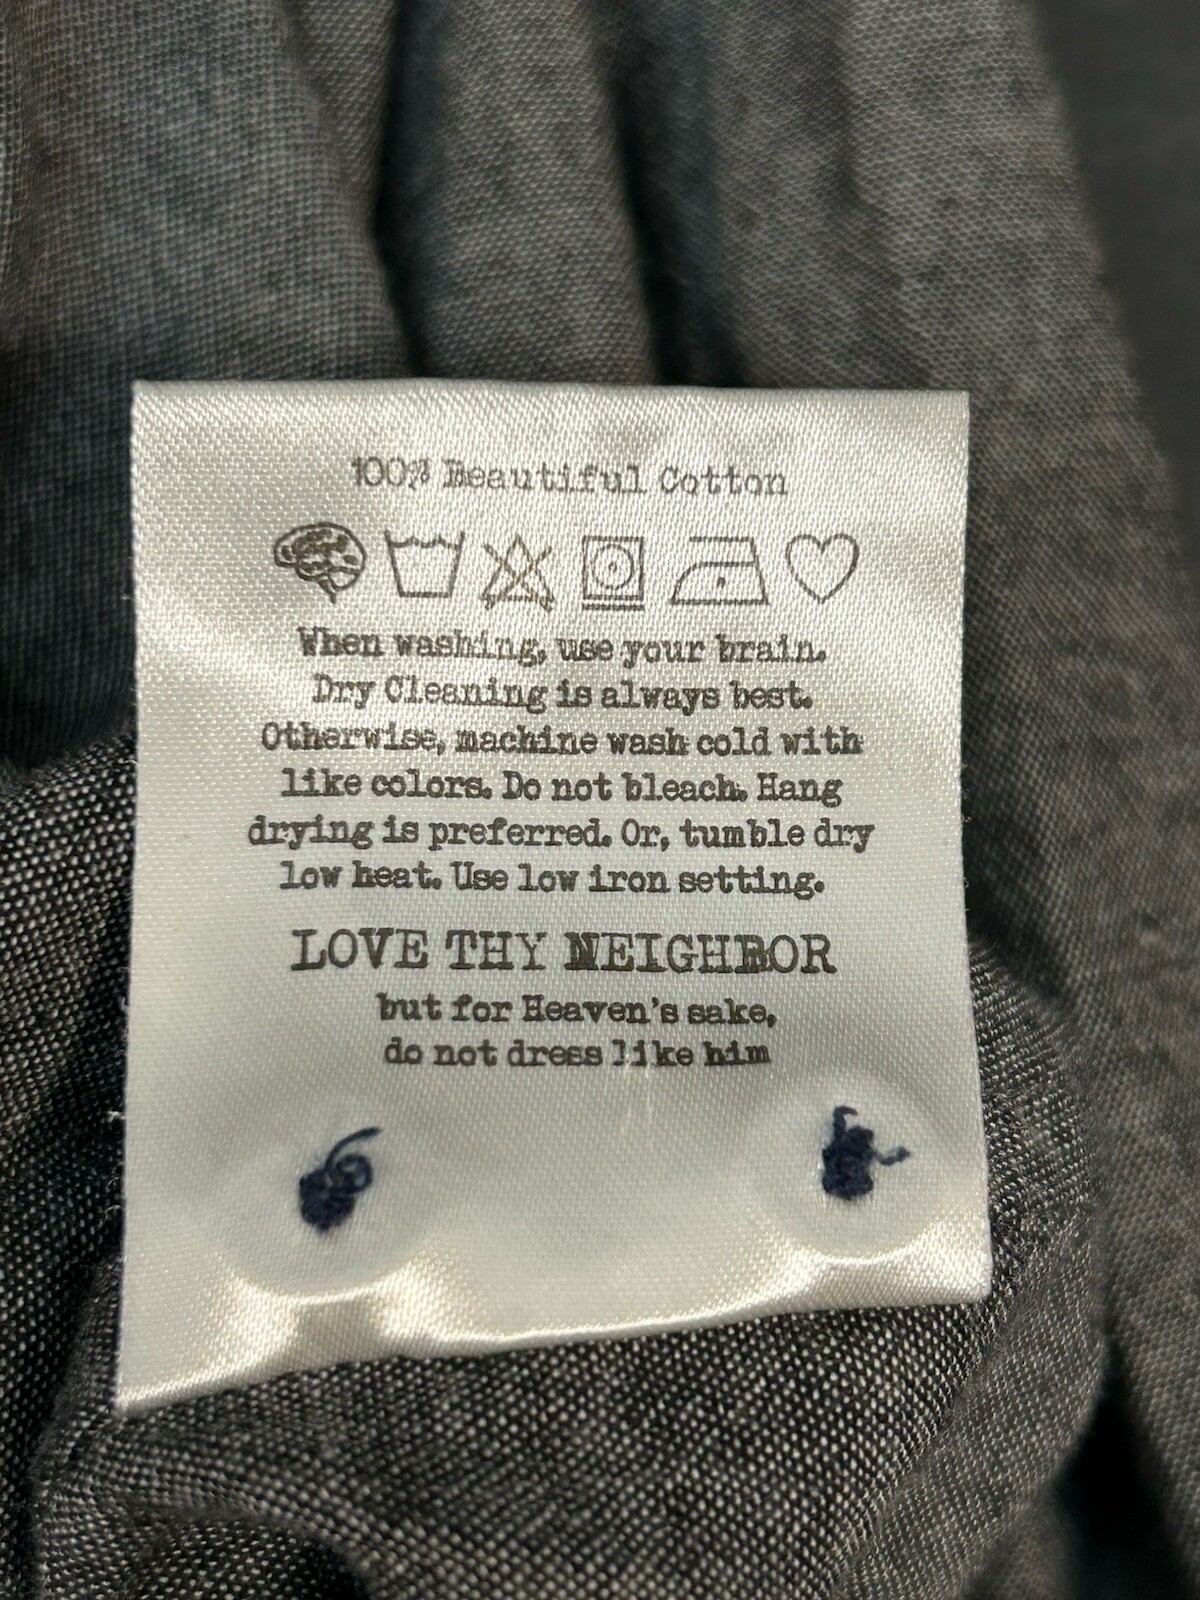 100% Beautiful Cotton
When washing, use your brain.
Dry Cleaning is always best.
Otherwise, machine wash cold with
like colors. Do not bleach. Hang
drying is preferred. Or, tumble dry
low heat. Use low iron setting.
LOVE THY NEIGHBOR
but for Heaven's sake,
do not dress like him